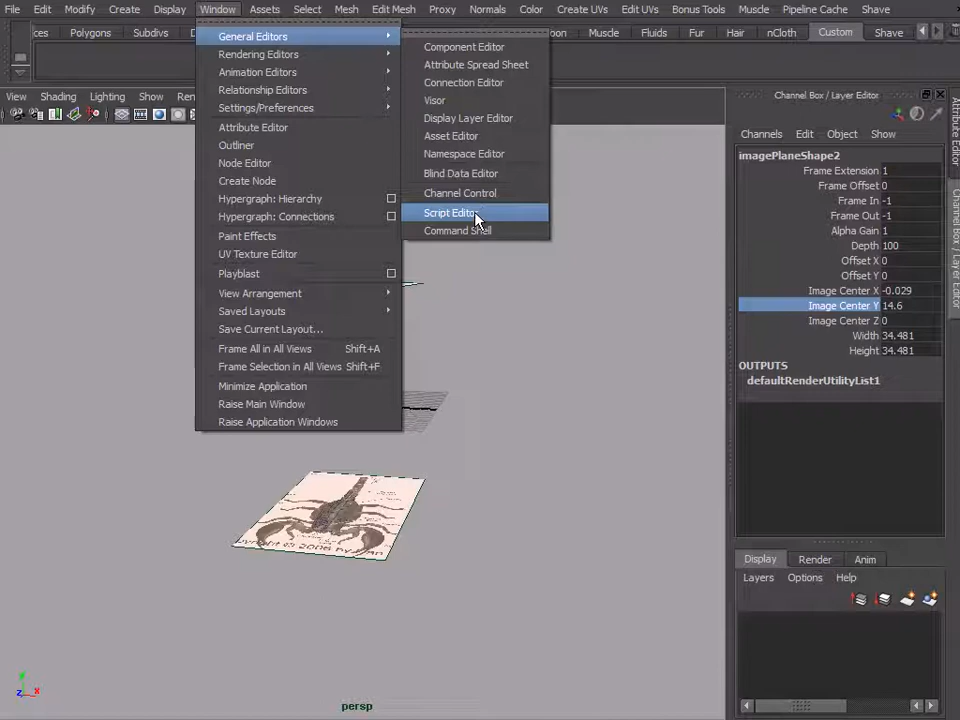 File Edit Modify Create Display Window Assets Select Mesh Edit Mesh Proxy Normals Color Create UVs Edit UVs Muscle Pipeline Cache Bonus Tools Shave
Polygons Subdivs Muscle Fluids Fur Hair nCloth Custom Shave
View Shading Lighting Show
General Editors
Rendering Editors
Animation Editors
Relationship Editors
Settings/Preferences
Attribute Editor
Outliner
Node Editor
Create Node
Hypergraph: Hierarchy
Hypergraph: Connections
Paint Effects
UV Texture Editor
Playblast
View Arrangement
Saved Layouts
Save Current Layout...
Frame All in All Views Shift+A
Frame Selection in All Views Shift+F
Minimize Application
Raise Main Window
Raise Application Windows
Component Editor
Attribute Spread Sheet
Connection Editor
Visor
Display Layer Editor
Asset Editor
Namespace Editor
Blind Data Editor
Channel Control
Script Editor
Command Shell
Channel Box / Layer Editor
Channels Edit Object Show
imagePlaneShape2
Frame Extension 1
Frame Offset 0
Frame In -1
Frame Out -1
Alpha Gain 1
Depth 100
Offset X 0
Offset Y 0
Image Center X -0.029
Image Center Y 14.6
Image Center Z 0
Width 34.481
Height 34.481
OUTPUTS
defaultRenderUtilityList1
Display Render Anim
Layers Options Help
Attribute Editor
Channel Box / Layer Editor
y
z x
persp